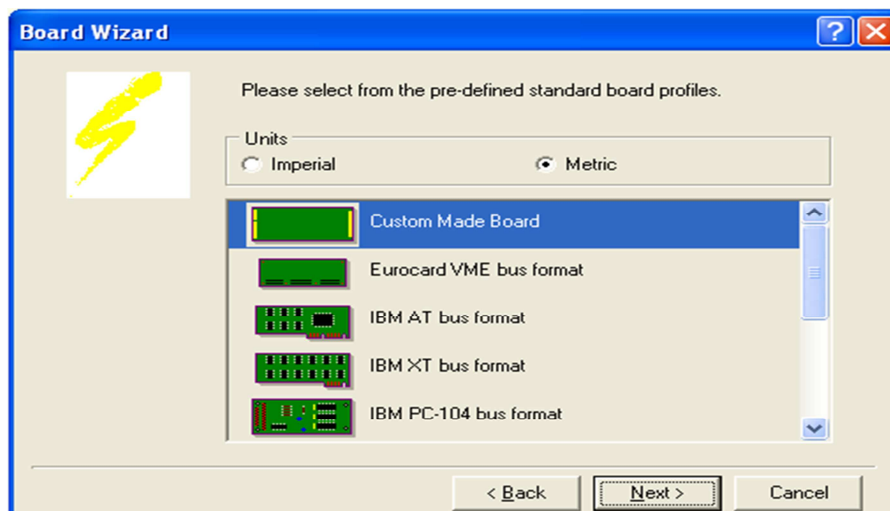 Board Wizard
Please select from the pre-defined standard board profiles.
Units
Imperial Metric
Custom Made Board
Eurocard VME bus format
IBM AT bus format
IBM XT bus format
IBM PC-104 bus format
< Back Next > Cancel